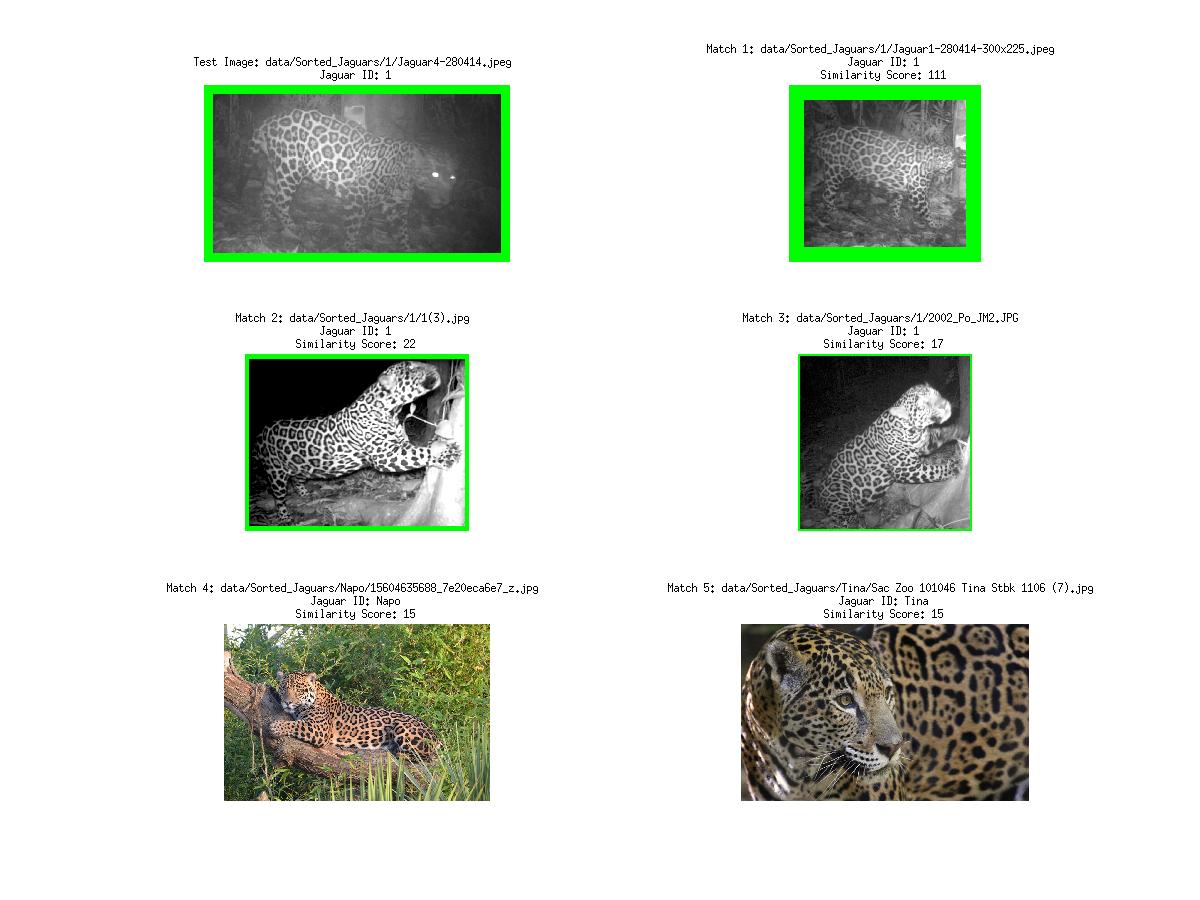 Test Image: data/Sorted_Jaguars/1/Jaguar4-280414.jpeg
Jaguar ID: 1
Match 1: data/Sorted_Jaguars/1/Jaguar1-280414-300x225.jpeg
Jaguar ID: 1
Similarity Score: 111
Match 2: data/Sorted_Jaguars/1/1(3).jpg
Jaguar ID: 1
Similarity Score: 22
Match 3: data/Sorted_Jaguars/1/2002_Po_JM2.JPG
Jaguar ID: 1
Similarity Score: 17
Match 4: data/Sorted_Jaguars/Napo/15604635688_7e20eca6e7_z.jpg
Jaguar ID: Napo
Similarity Score: 15
Match 5: data/Sorted_Jaguars/Tina/Sac Zoo 101046 Tina Stbk 1106 (7).jpg
Jaguar ID: Tina
Similarity Score: 15